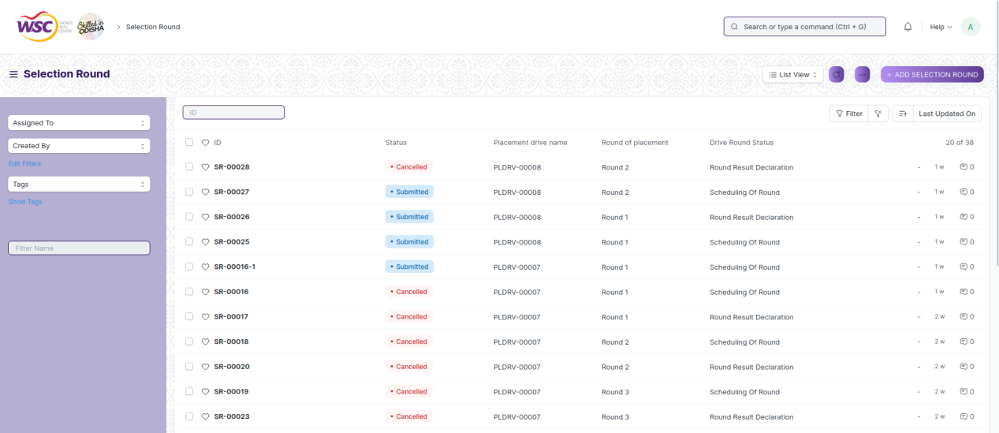 WSC WORLD SKILL CENTER Skilled in ODISHA > Selection Round Search or type a command (Ctrl + G) Help A
Selection Round List View ... + ADD SELECTION ROUND
Assigned To
Created By
Edit Filters
Tags
Show Tags
Filter Name
ID Filter Last Updated On
ID Status Placement drive name Round of placement Drive Round Status 20 of 38
SR-00028 • Cancelled PLDRV-00008 Round 2 Round Result Declaration - 1 w 0
SR-00027 • Submitted PLDRV-00008 Round 2 Scheduling Of Round - 1 w 0
SR-00026 • Submitted PLDRV-00008 Round 1 Round Result Declaration - 1 w 0
SR-00025 • Submitted PLDRV-00008 Round 1 Scheduling Of Round - 1 w 0
SR-00016-1 • Submitted PLDRV-00007 Round 1 Scheduling Of Round - 1 w 0
SR-00016 • Cancelled PLDRV-00007 Round 1 Scheduling Of Round - 1 w 0
SR-00017 • Cancelled PLDRV-00007 Round 1 Round Result Declaration - 2 w 0
SR-00018 • Cancelled PLDRV-00007 Round 2 Scheduling Of Round - 2 w 0
SR-00020 • Cancelled PLDRV-00007 Round 2 Round Result Declaration - 2 w 0
SR-00019 • Cancelled PLDRV-00007 Round 3 Scheduling Of Round - 2 w 0
SR-00023 • Cancelled PLDRV-00007 Round 3 Round Result Declaration - 2 w 0